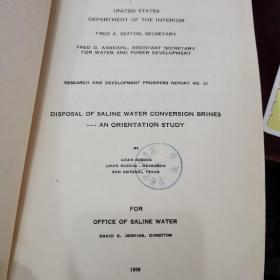 UNITED STATES
DEPARTMENT OF THE INTERIOR
FRED A. SEATON, SECRETARY
FRED G. AANDAHL, ASSISTANT SECRETARY
FOR WATER AND POWER DEVELOPMENT
RESEARCH AND DEVELOPMENT PROGRESS REPORT NO.
DISPOSAL OF SALINE WATER CONVERSION BRINES
--- AN ORIENTATION STUDY
BY
LOUIS KOENIG
LOUIS KOENIG - RESEARCH
SAN ANTONIO, TEXAS
FOR
OFFICE OF SALINE WATER
DAVID S. JENKINS, DIRECTOR
1958